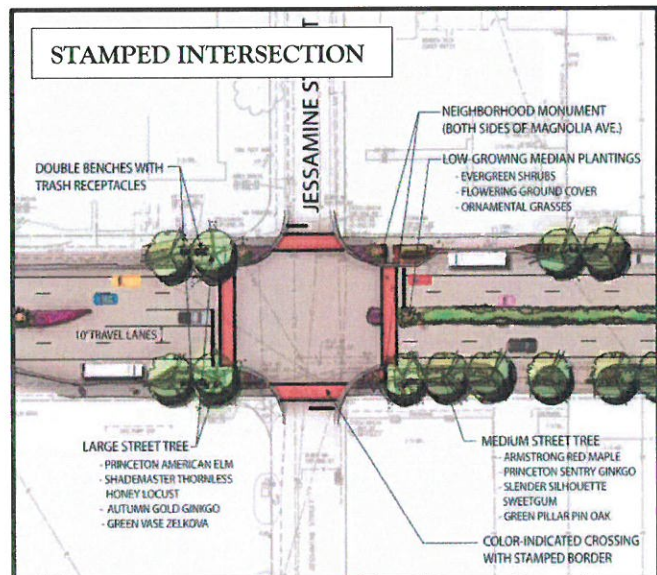 STAMPED INTERSECTION
JESSAMINE ST
NEIGHBORHOOD MONUMENT
(BOTH SIDES OF MAGNOLIA AVE.)
DOUBLE BENCHES WITH
TRASH RECEPTACLES
LOW-GROWING MEDIAN PLANTINGS
- EVERGREEN SHRUBS
- FLOWERING GROUND COVER
- ORNAMENTAL GRASSES
10' TRAVEL LANES
LARGE STREET TREE
- PRINCETON AMERICAN ELM
- SHADEMASTER THORNLESS
HONEY LOCUST
- AUTUMN GOLD GINKGO
- GREEN VASE ZELKOVA
MEDIUM STREET TREE
- ARMSTRONG RED MAPLE
- PRINCETON SENTRY GINKGO
- SLENDER SILHOUETTE
SWEETGUM
- GREEN PILLAR PIN OAK
JESSAMINE STREET
COLOR-INDICATED CROSSING
WITH STAMPED BORDER